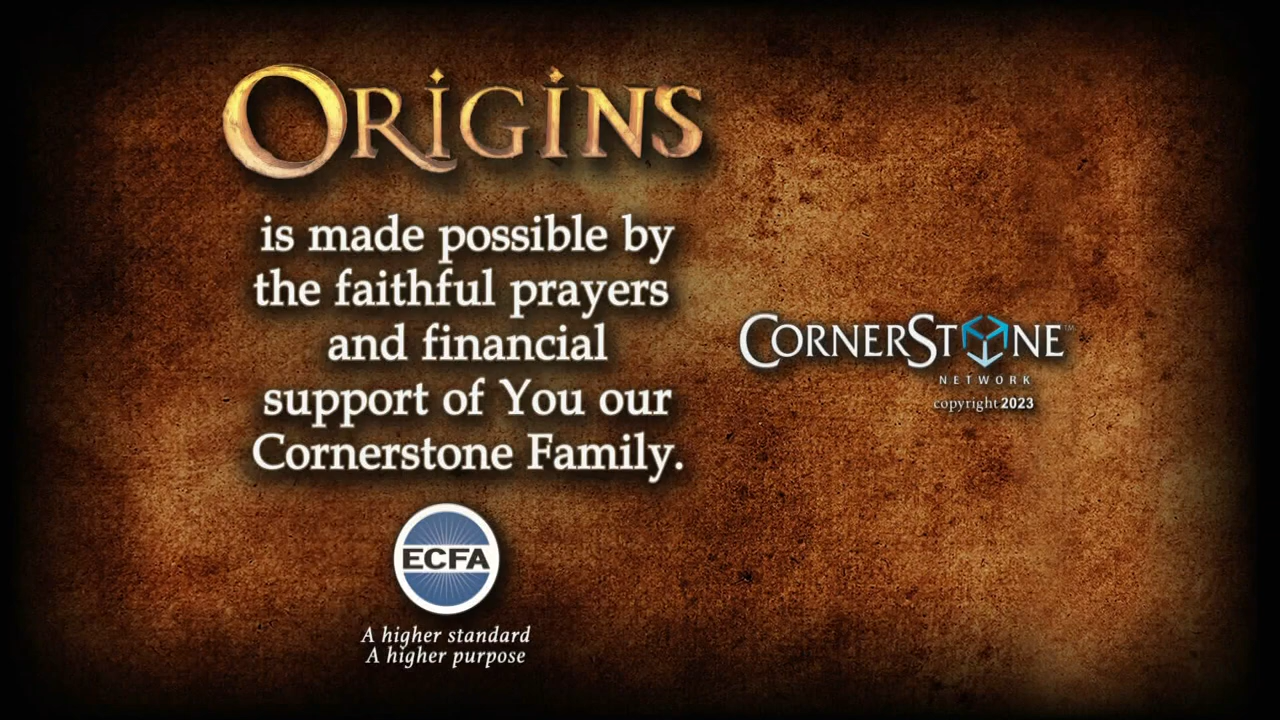 ORIGINS
is made possible by
the faithful prayers
and financial
support of You our
Cornerstone Family.
ECFA
A higher standard
A higher purpose
CORNERSTONE™
NETWORK
copyright 2023